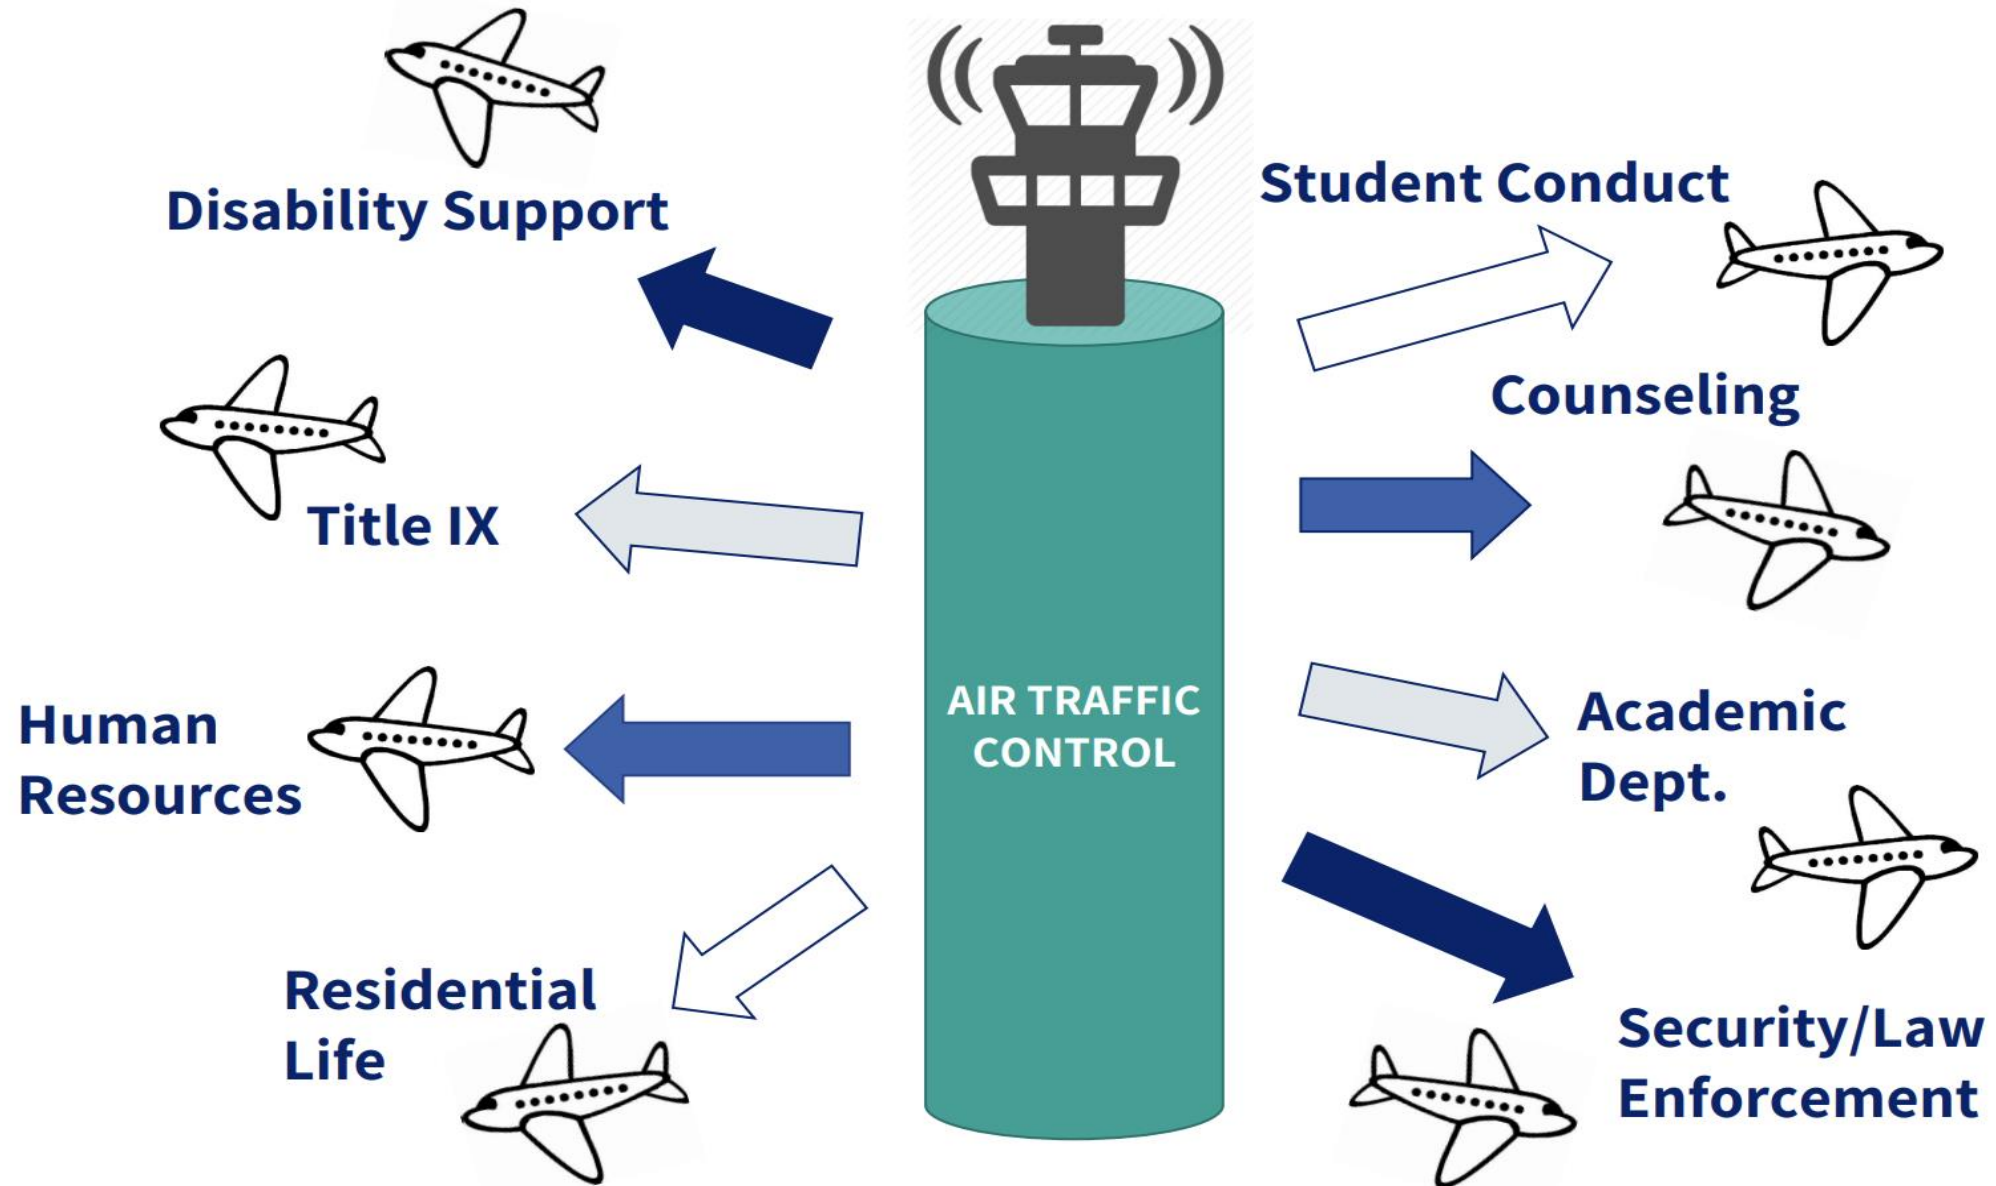 Disability Support
Student Conduct
Counseling
Title IX
AIR TRAFFIC
CONTROL
Human
Resources
Academic
Dept.
Residential
Life
Security/Law
Enforcement